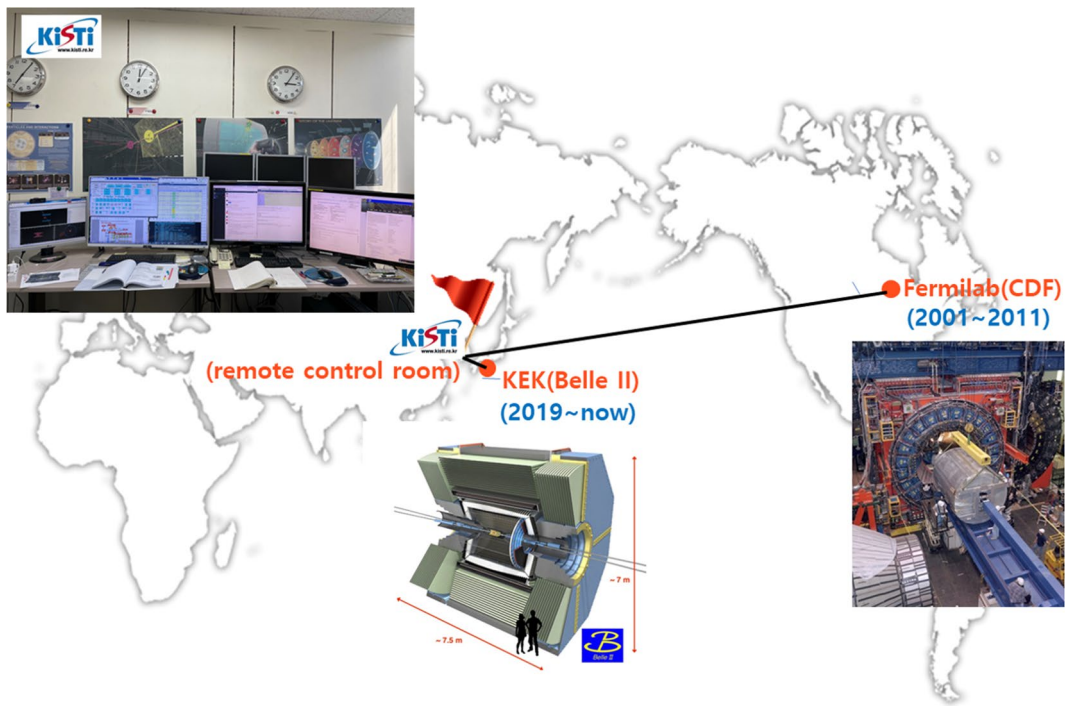 KiSTi
www.kisti.re.kr
KiSTi
www.kisti.re.kr
(remote control room)
Fermilab(CDF)
(2001~2011)
KEK(Belle II)
(2019~now)
~ 7 m
~ 7.5 m
B
Belle II